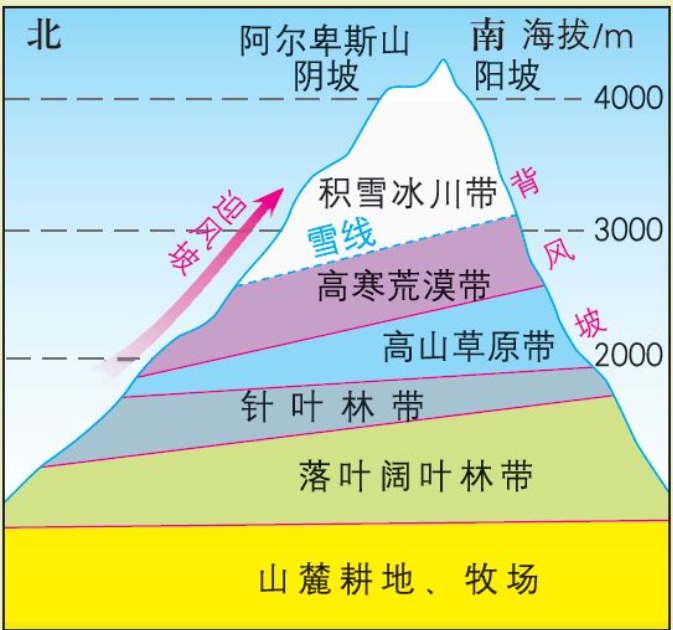 北
阿尔卑斯山
南 海拔/m
阴坡
阳坡
4000
积雪冰川带
背风坡
迎风坡
雪线
3000
高寒荒漠带
高山草原带
2000
针叶林带
落叶阔叶林带
山麓耕地、牧场